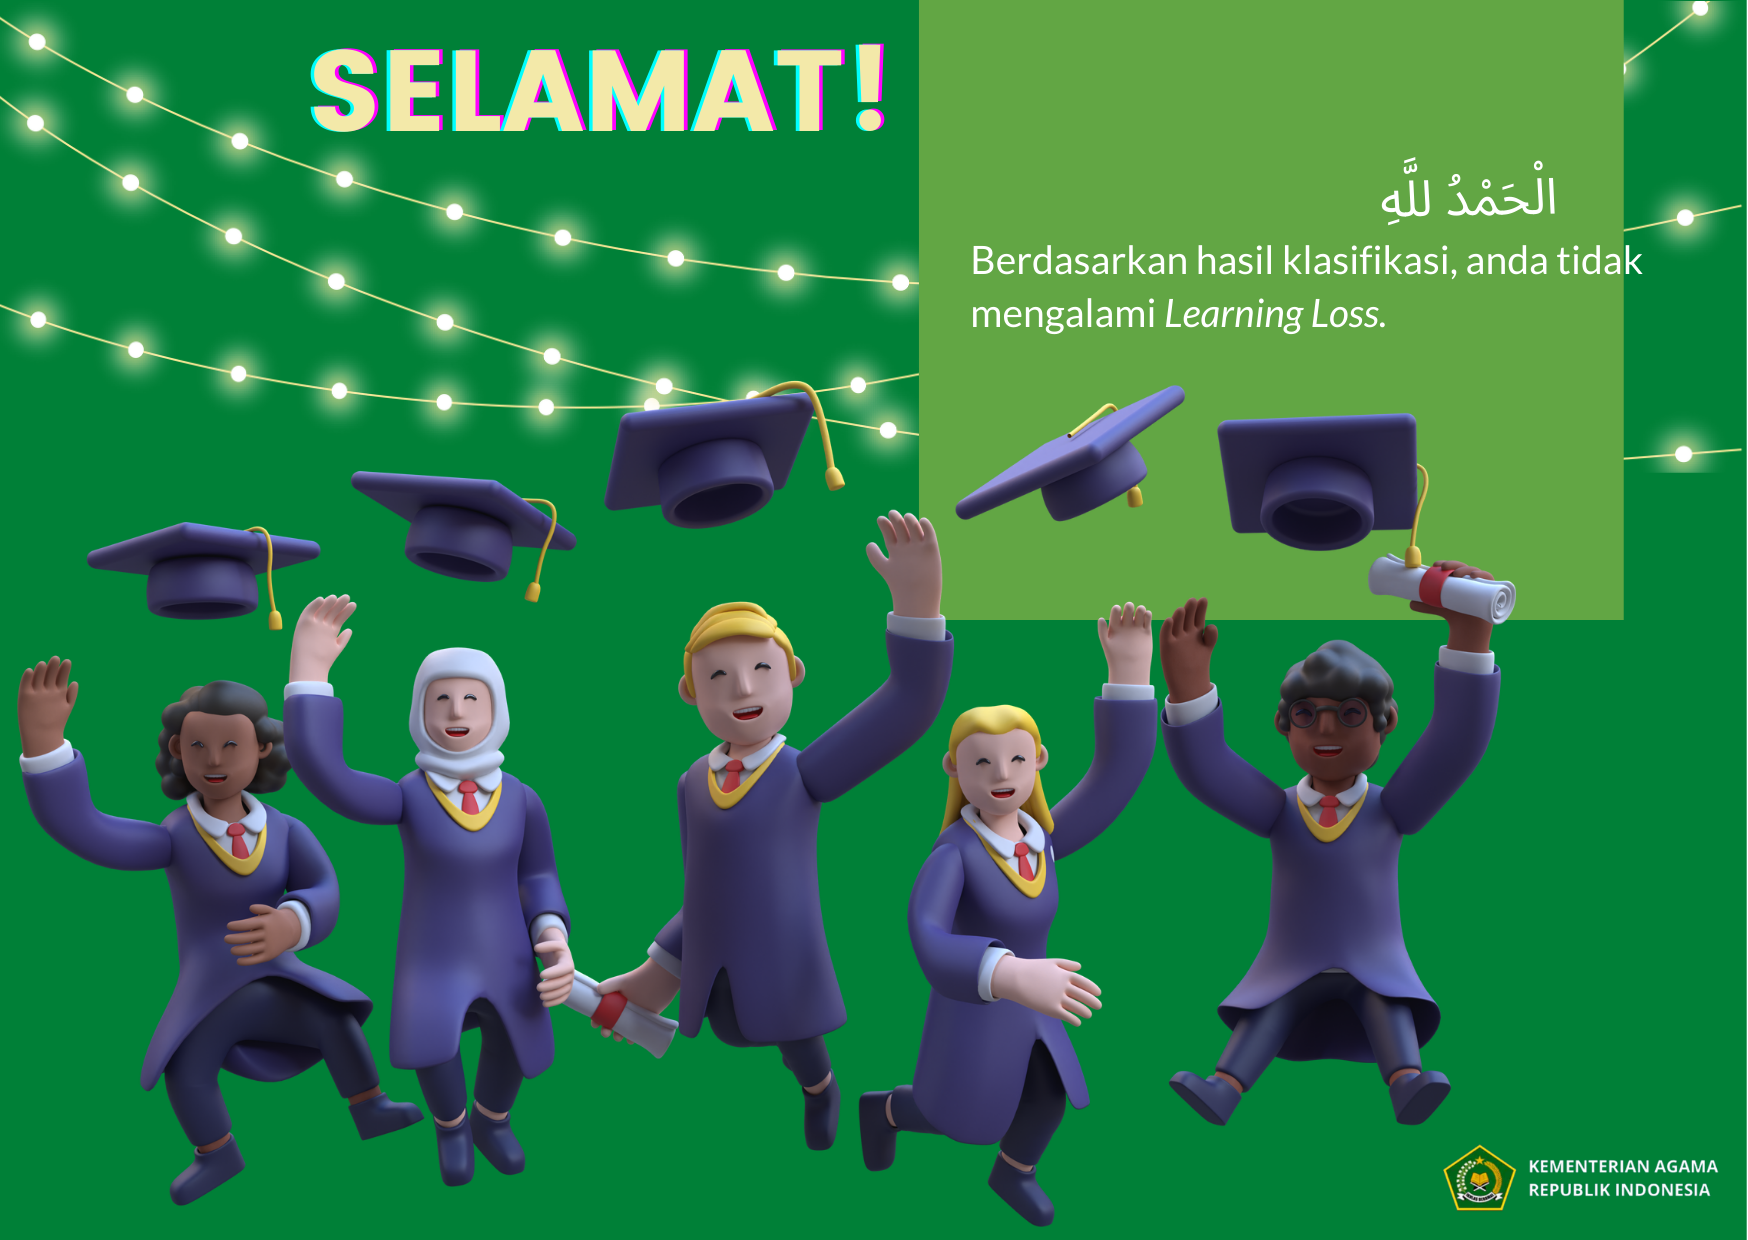 SELAMAT!
الْحَمْدُ للَّهِ
Berdasarkan hasil klasifikasi, anda tidak
mengalami Learning Loss.
KEMENTERIAN AGAMA
REPUBLIK INDONESIA